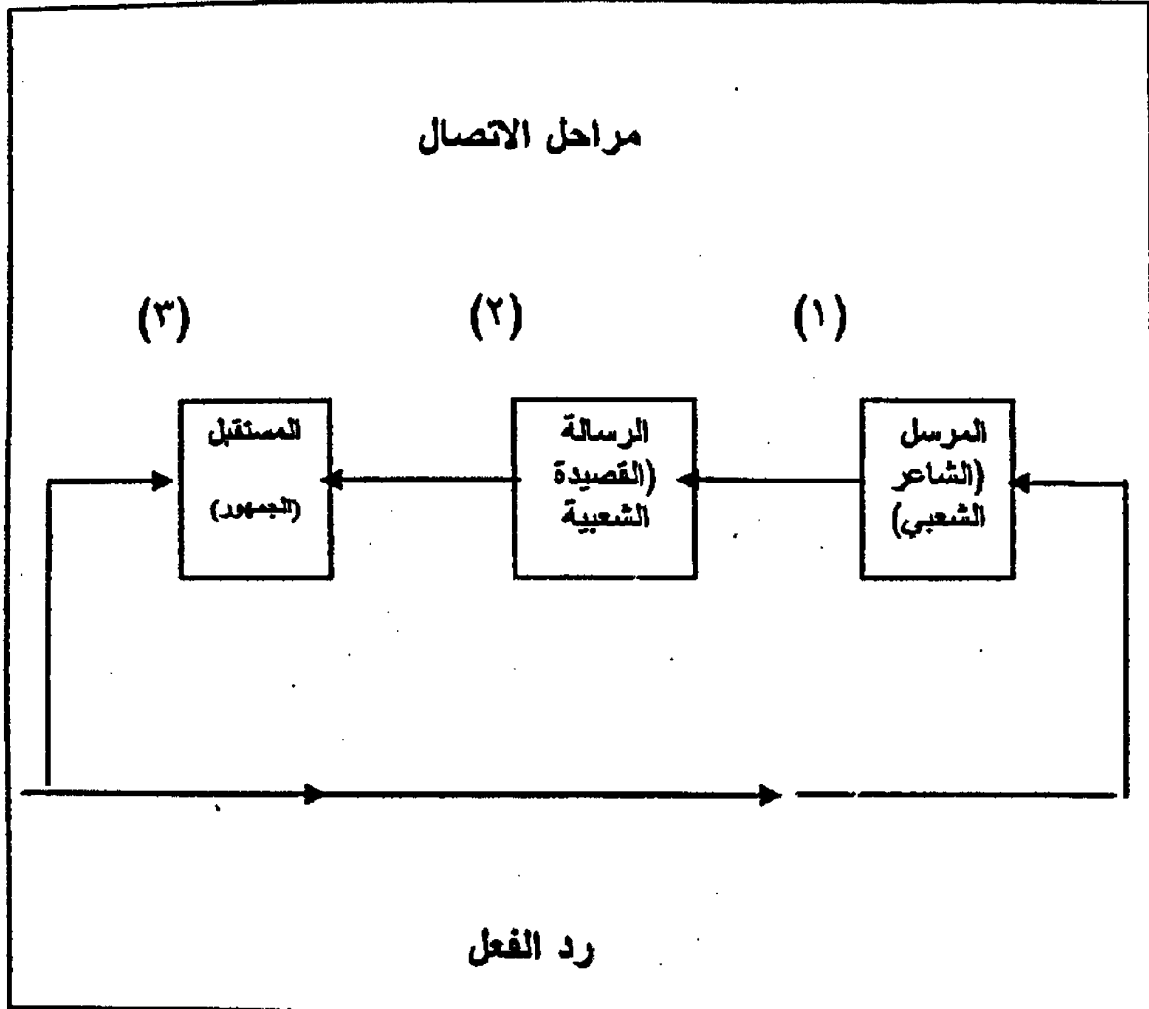 مراحل الاتصال
(١)
(٢)
(٣)
المرسل
(الشاعر
الشعبي)
الرسالة
(القصيدة
الشعبية
المستقبل
(الجمهور)
رد الفعل